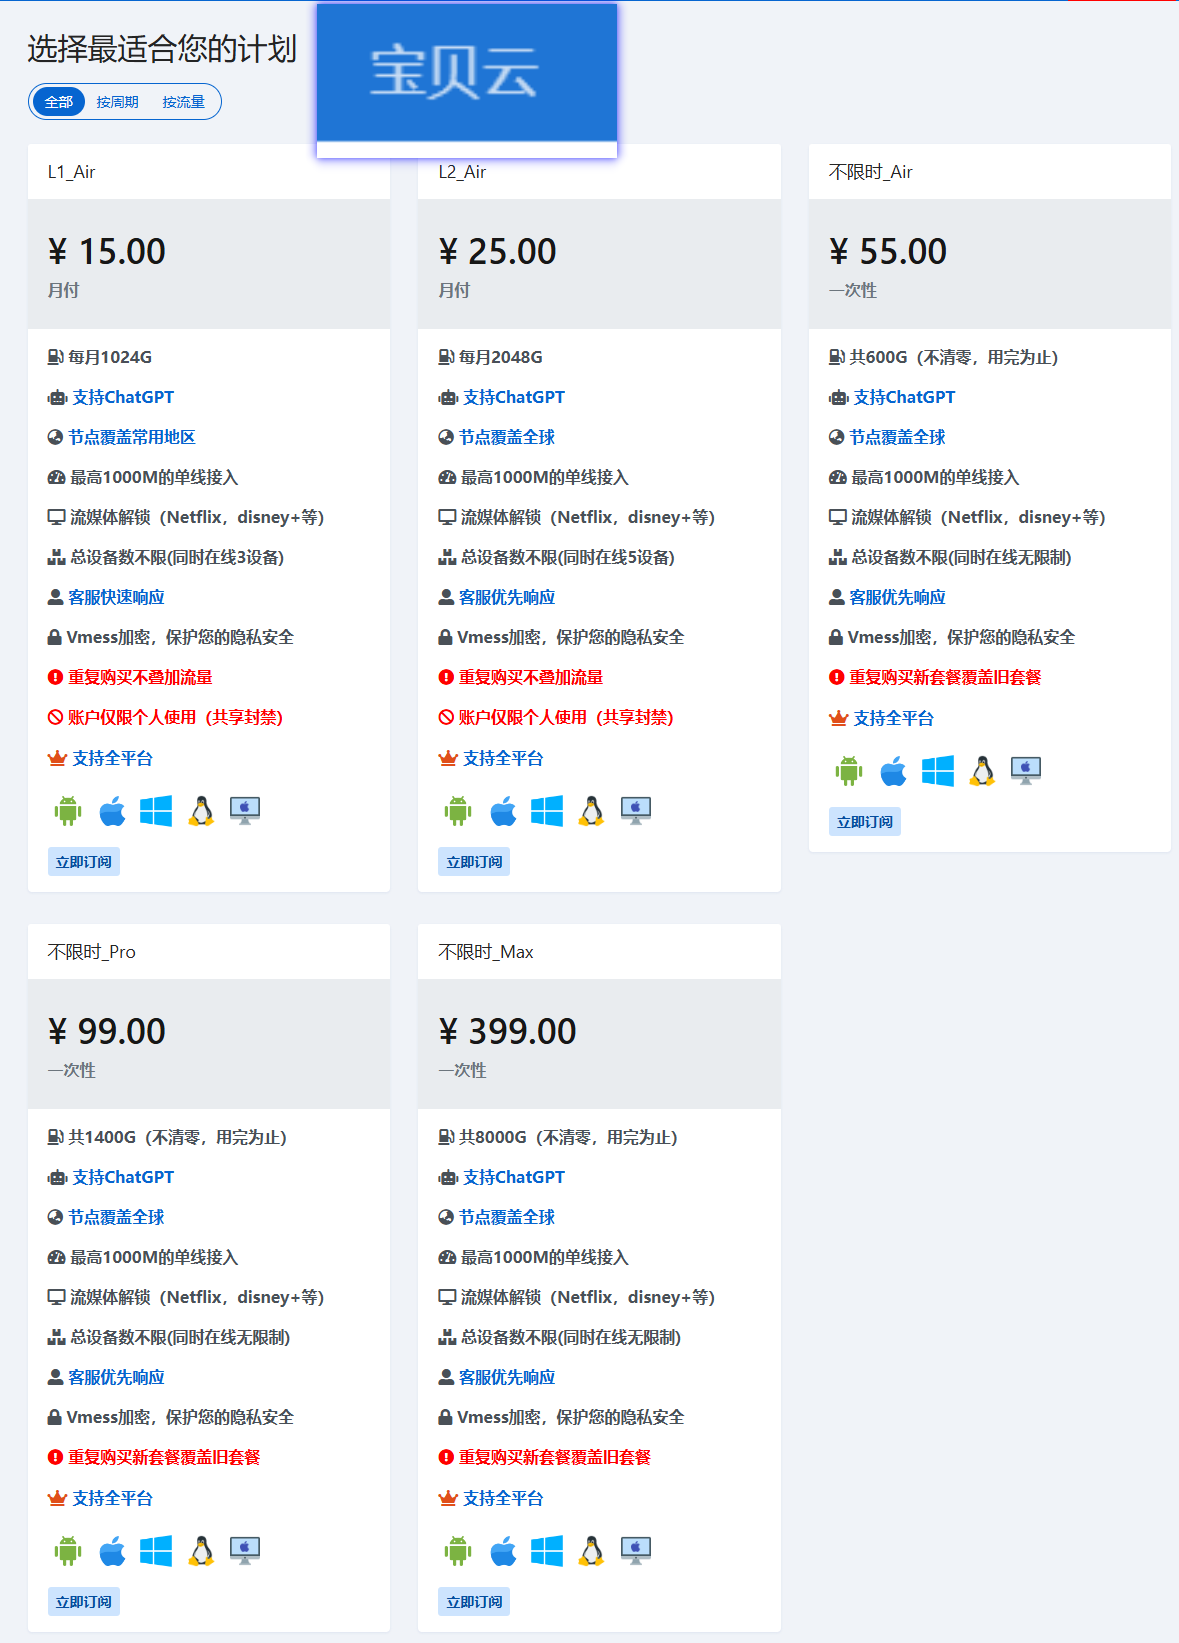 选择最适合您的计划
宝贝云
全部 按周期 按流量
L1_Air
¥ 15.00
月付
每月1024G
支持ChatGPT
节点覆盖常用地区
最高1000M的单线接入
流媒体解锁（Netflix，disney+等）
总设备数不限(同时在线3设备)
客服快速响应
Vmess加密，保护您的隐私安全
重复购买不叠加流量
账户仅限个人使用（共享封禁）
支持全平台
立即订阅
L2_Air
¥ 25.00
月付
每月2048G
支持ChatGPT
节点覆盖全球
最高1000M的单线接入
流媒体解锁（Netflix，disney+等）
总设备数不限(同时在线5设备)
客服优先响应
Vmess加密，保护您的隐私安全
重复购买不叠加流量
账户仅限个人使用（共享封禁）
支持全平台
立即订阅
不限时_Air
¥ 55.00
一次性
共600G（不清零，用完为止）
支持ChatGPT
节点覆盖全球
最高1000M的单线接入
流媒体解锁（Netflix，disney+等）
总设备数不限(同时在线无限制)
客服优先响应
Vmess加密，保护您的隐私安全
重复购买新套餐覆盖旧套餐
支持全平台
立即订阅
不限时_Pro
¥ 99.00
一次性
共1400G（不清零，用完为止）
支持ChatGPT
节点覆盖全球
最高1000M的单线接入
流媒体解锁（Netflix，disney+等）
总设备数不限(同时在线无限制)
客服优先响应
Vmess加密，保护您的隐私安全
重复购买新套餐覆盖旧套餐
支持全平台
立即订阅
不限时_Max
¥ 399.00
一次性
共8000G（不清零，用完为止）
支持ChatGPT
节点覆盖全球
最高1000M的单线接入
流媒体解锁（Netflix，disney+等）
总设备数不限(同时在线无限制)
客服优先响应
Vmess加密，保护您的隐私安全
重复购买新套餐覆盖旧套餐
支持全平台
立即订阅